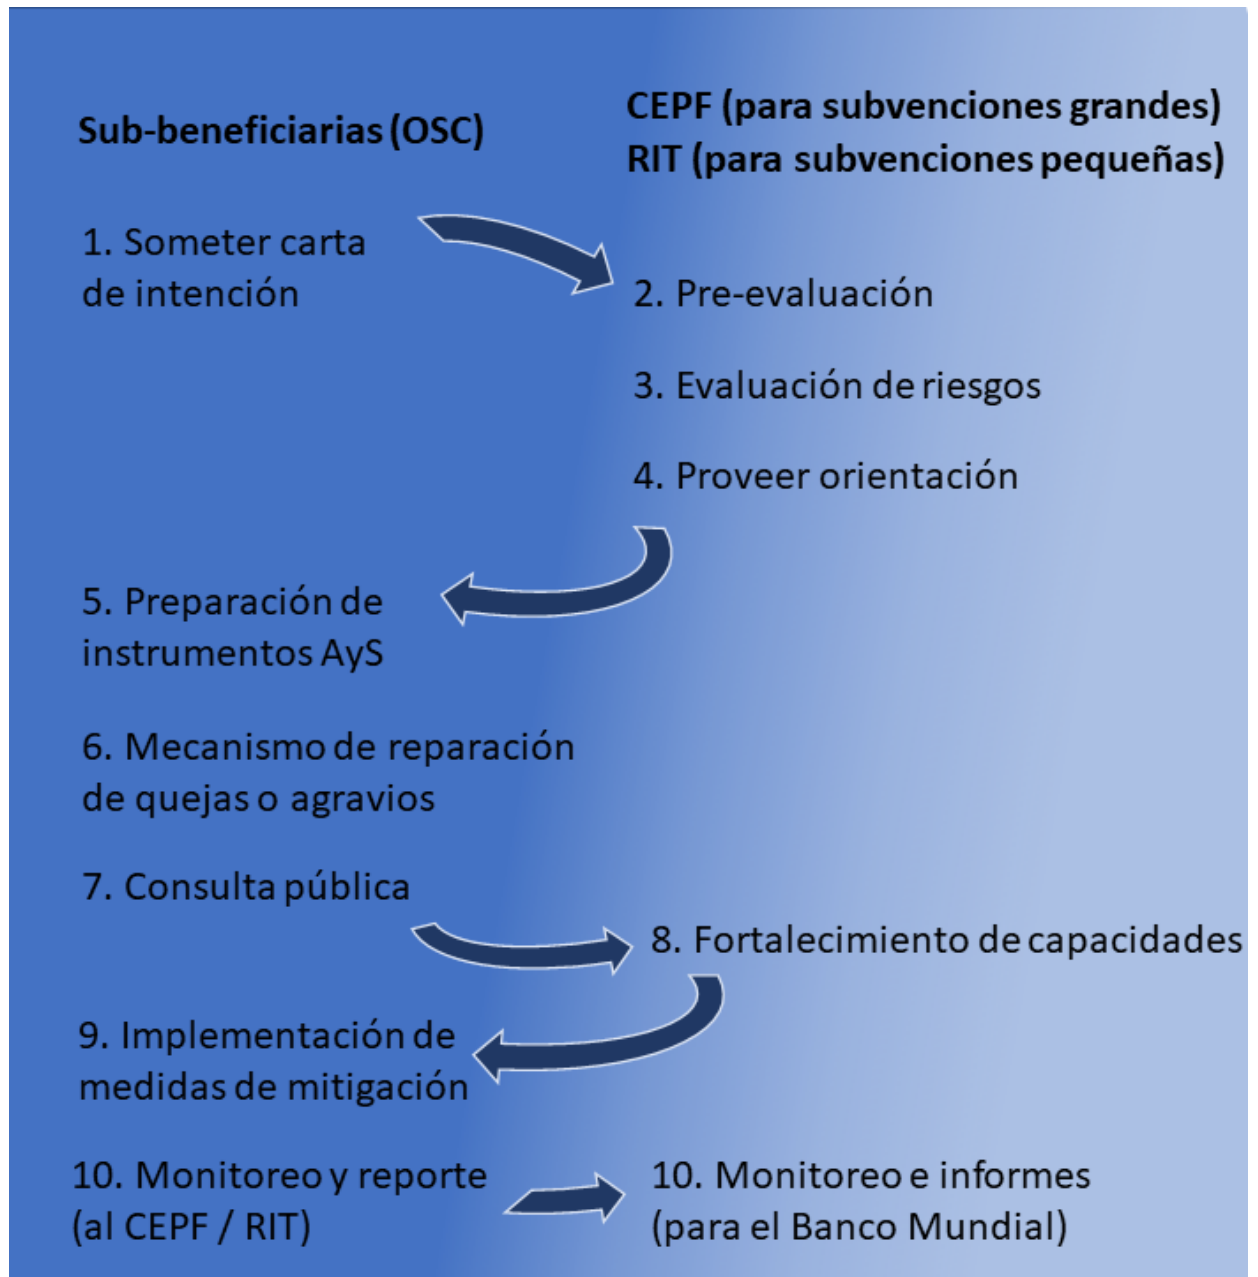 Sub-beneficiarias (OSC)
CEPF (para subvenciones grandes)
RIT (para subvenciones pequeñas)
1. Someter carta
de intención
2. Pre-evaluación
3. Evaluación de riesgos
4. Proveer orientación
5. Preparación de
instrumentos AyS
6. Mecanismo de reparación
de quejas o agravios
7. Consulta pública
8. Fortalecimiento de capacidades
9. Implementación de
medidas de mitigación
10. Monitoreo y reporte
(al CEPF / RIT)
10. Monitoreo e informes
(para el Banco Mundial)